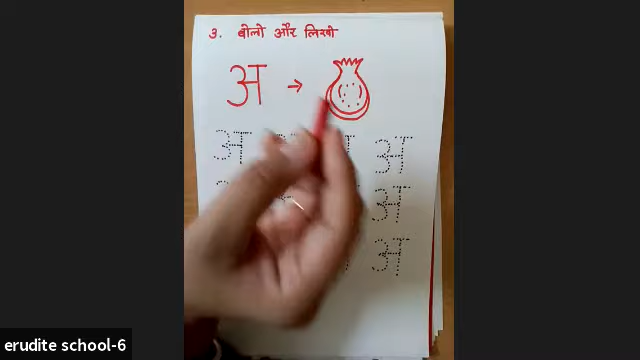 ३. बोलो और लिखो
अ →
अ अ
अ
अ
erudite school-6